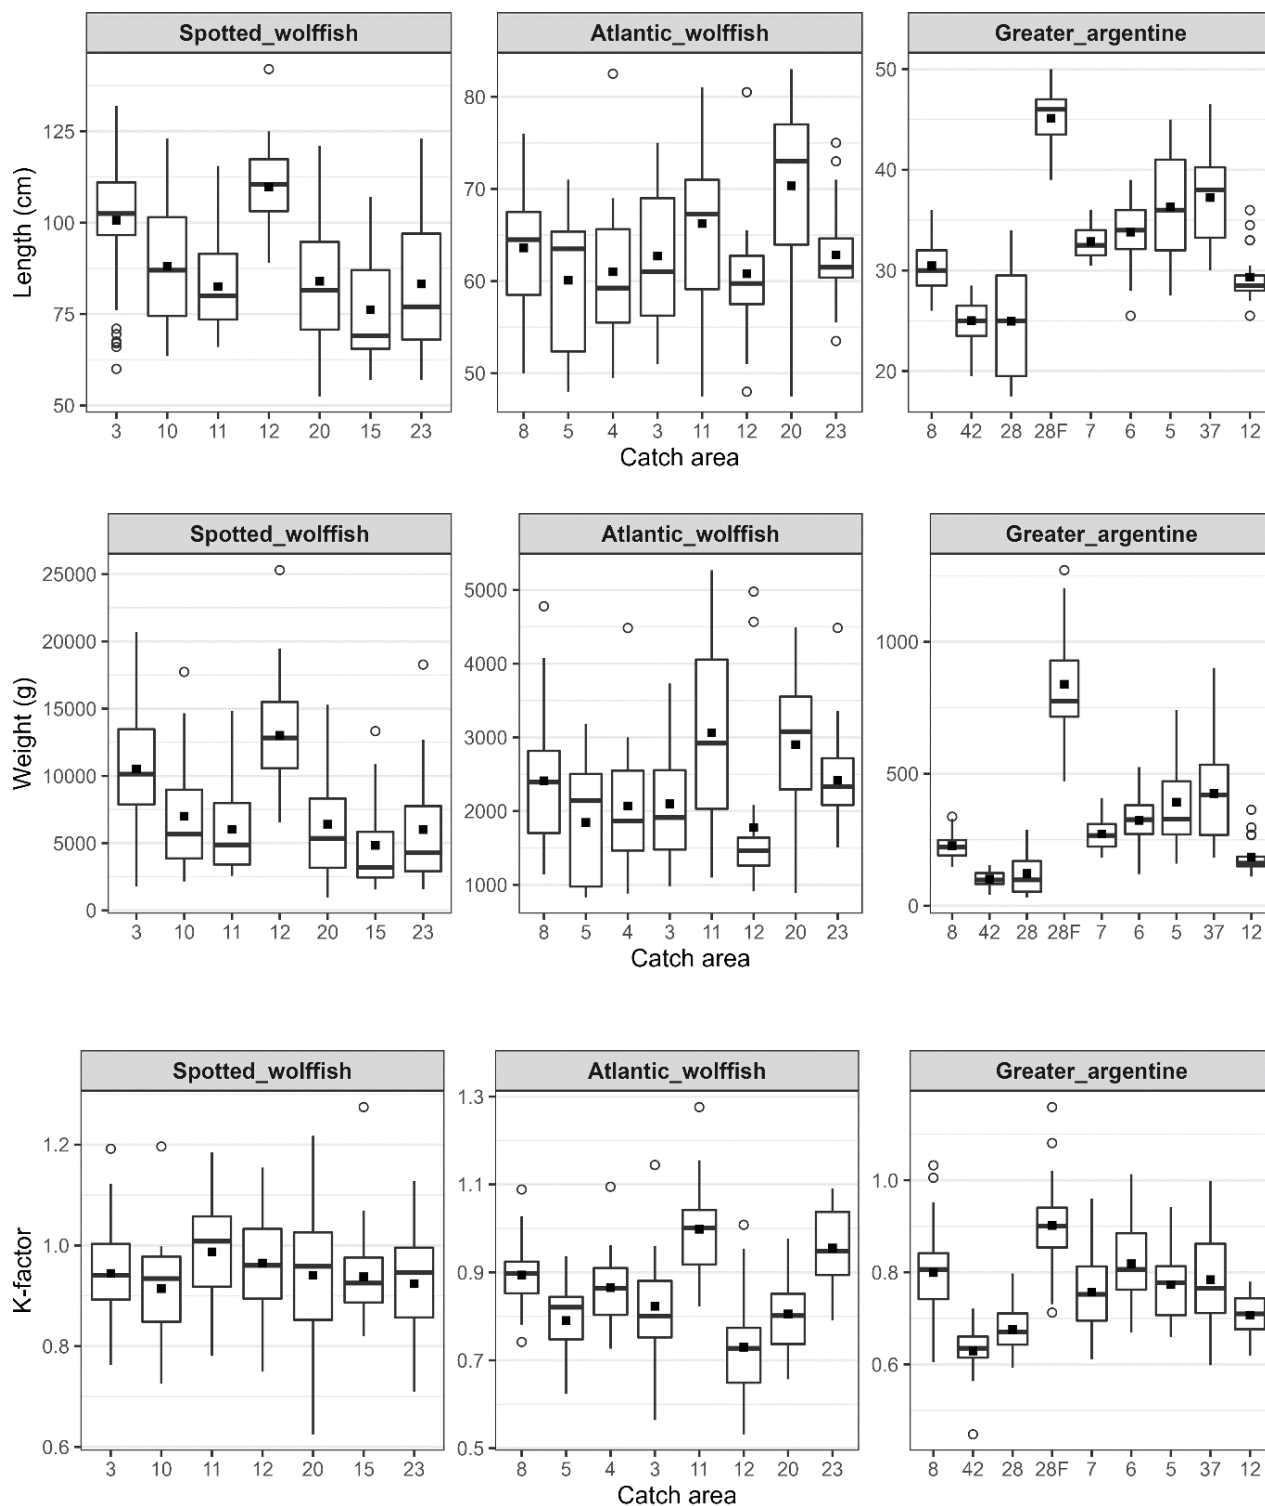 Spotted_wolffish Atlantic_wolffish Greater_argentine
Length (cm)
125
100
75
50
80
70
60
50
50
40
30
20
3 10 11 12 20 15 23
8 5 4 3 11 12 20 23
8 42 28 28F 7 6 5 37 12
Catch area
Spotted_wolffish Atlantic_wolffish Greater_argentine
Weight (g)
25000
20000
15000
10000
5000
0
5000
4000
3000
2000
1000
1000
500
0
3 10 11 12 20 15 23
8 5 4 3 11 12 20 23
8 42 28 28F 7 6 5 37 12
Catch area
Spotted_wolffish Atlantic_wolffish Greater_argentine
K-factor
1.2
1.0
0.8
0.6
1.3
1.1
0.9
0.7
0.5
1.0
0.8
0.6
3 10 11 12 20 15 23
8 5 4 3 11 12 20 23
8 42 28 28F 7 6 5 37 12
Catch area